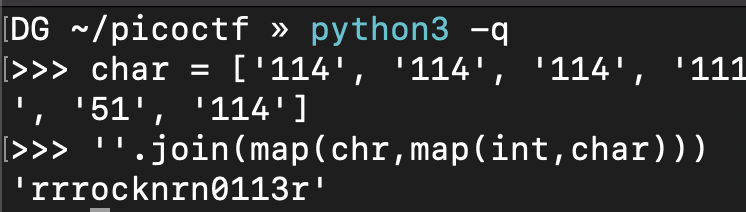 [DG ~/picoctf » python3 -q
[>>> char = ['114', '114', '114', '111
', '51', '114']
[>>> ''.join(map(chr,map(int,char)))
'rrrocknrn0113r'